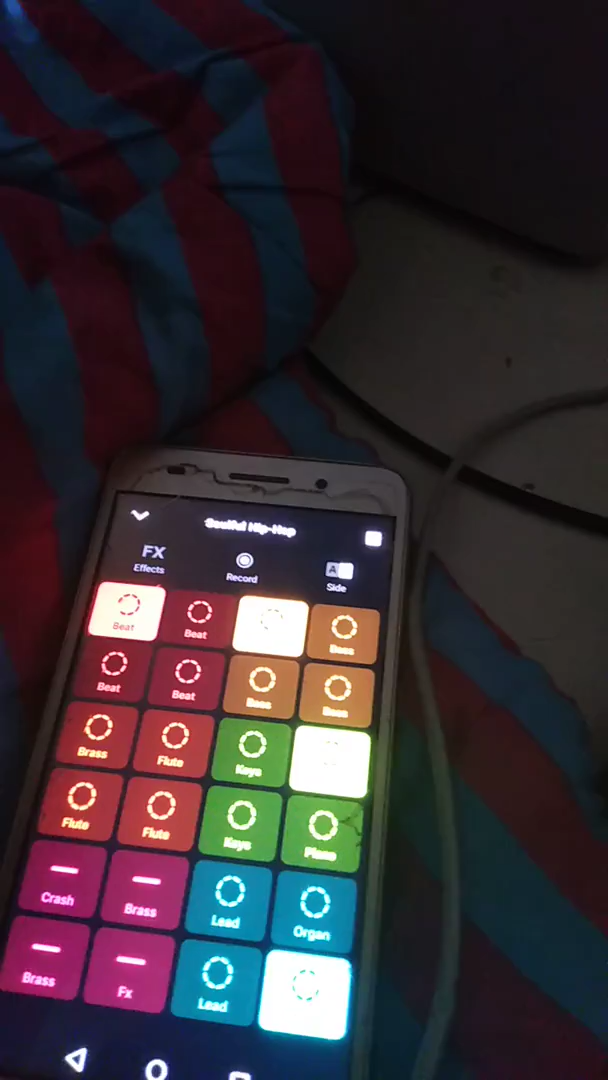 Soulful Hip-Hop
FX
Effects
Record
A
Side
Beat
Beat
Bass
Beat
Beat
Bass
Bass
Brass
Flute
Keys
Flute
Flute
Keys
Piano
Crash
Brass
Lead
Organ
Brass
Fx
Lead